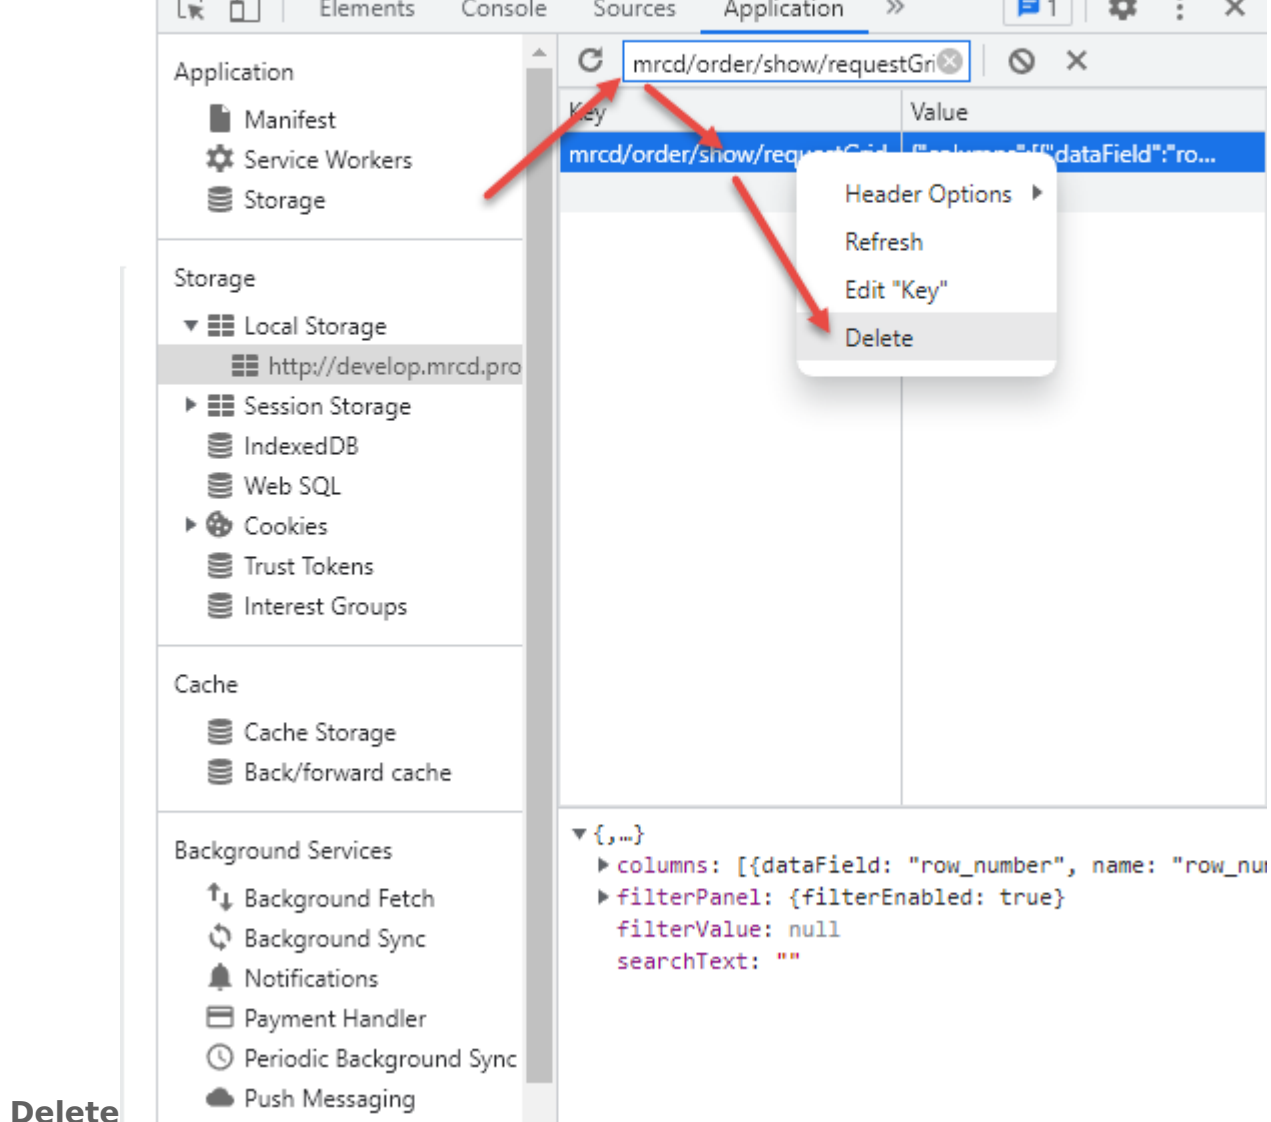 Elements Console Sources Application » 1
Application
Manifest
Service Workers
Storage
Storage
Local Storage
http://develop.mrcd.pro
Session Storage
IndexedDB
Web SQL
Cookies
Trust Tokens
Interest Groups
Cache
Cache Storage
Back/forward cache
Background Services
Background Fetch
Background Sync
Notifications
Payment Handler
Periodic Background Sync
Push Messaging
mrcd/order/show/requestGri
Key Value
mrcd/order/show/requestGrid {"columns":[{"dataField":"ro...
Header Options
Refresh
Edit "Key"
Delete
{,…}
columns: [{dataField: "row_number", name: "row_nu
filterPanel: {filterEnabled: true}
filterValue: null
searchText: ""
Delete